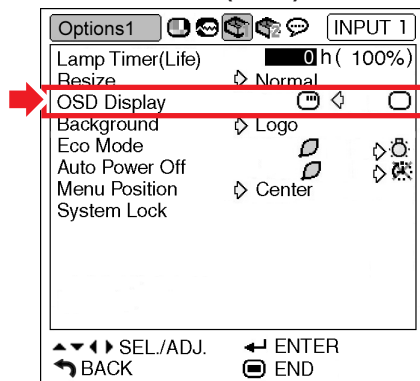 Options1 INPUT 1
Lamp Timer(Life) 0 h ( 100%)
Resize Normal
OSD Display
Background Logo
Eco Mode
Auto Power Off
Menu Position Center
System Lock
SEL./ADJ. ENTER
BACK END